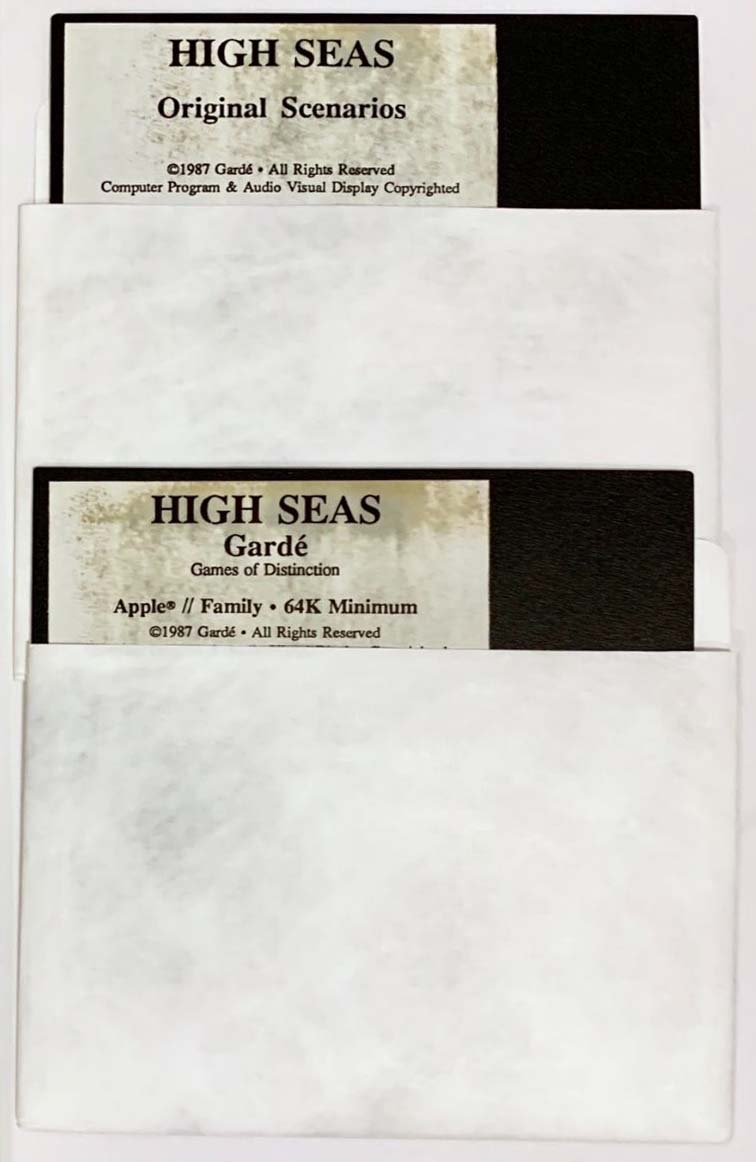 HIGH SEAS
Original Scenarios
©1987 Gardé • All Rights Reserved
Computer Program & Audio Visual Display Copyrighted
HIGH SEAS
Gardé
Games of Distinction
Apple® // Family • 64K Minimum
©1987 Gardé • All Rights Reserved